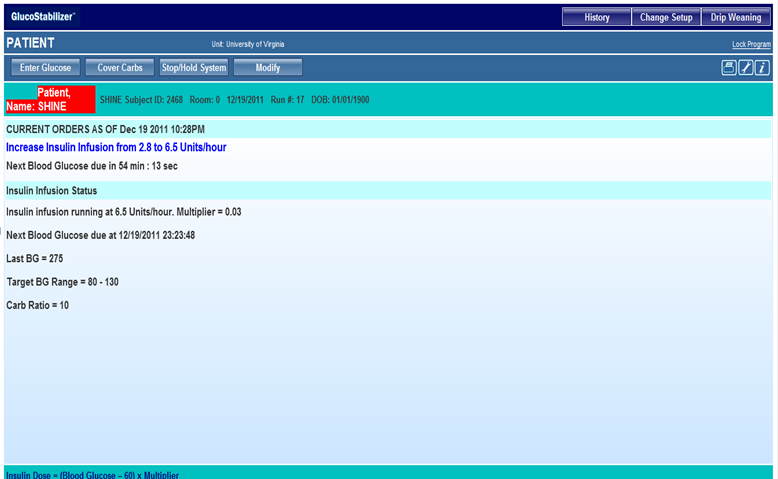 GlucoStabilizer™
History Change Setup Drip Weaning
PATIENT Unit: University of Virginia Lock Program
Enter Glucose Cover Carbs Stop/Hold System Modify
Patient,
Name: SHINE SHINE Subject ID: 2468 Room: 0 12/19/2011 Run #: 17 DOB: 01/01/1900
CURRENT ORDERS AS OF Dec 19 2011 10:28PM
Increase Insulin Infusion from 2.8 to 6.5 Units/hour
Next Blood Glucose due in 54 min : 13 sec
Insulin Infusion Status
Insulin infusion running at 6.5 Units/hour. Multiplier = 0.03
Next Blood Glucose due at 12/19/2011 23:23:48
Last BG = 275
Target BG Range = 80 - 130
Carb Ratio = 10
Insulin Dose = (Blood Glucose – 60) x Multiplier